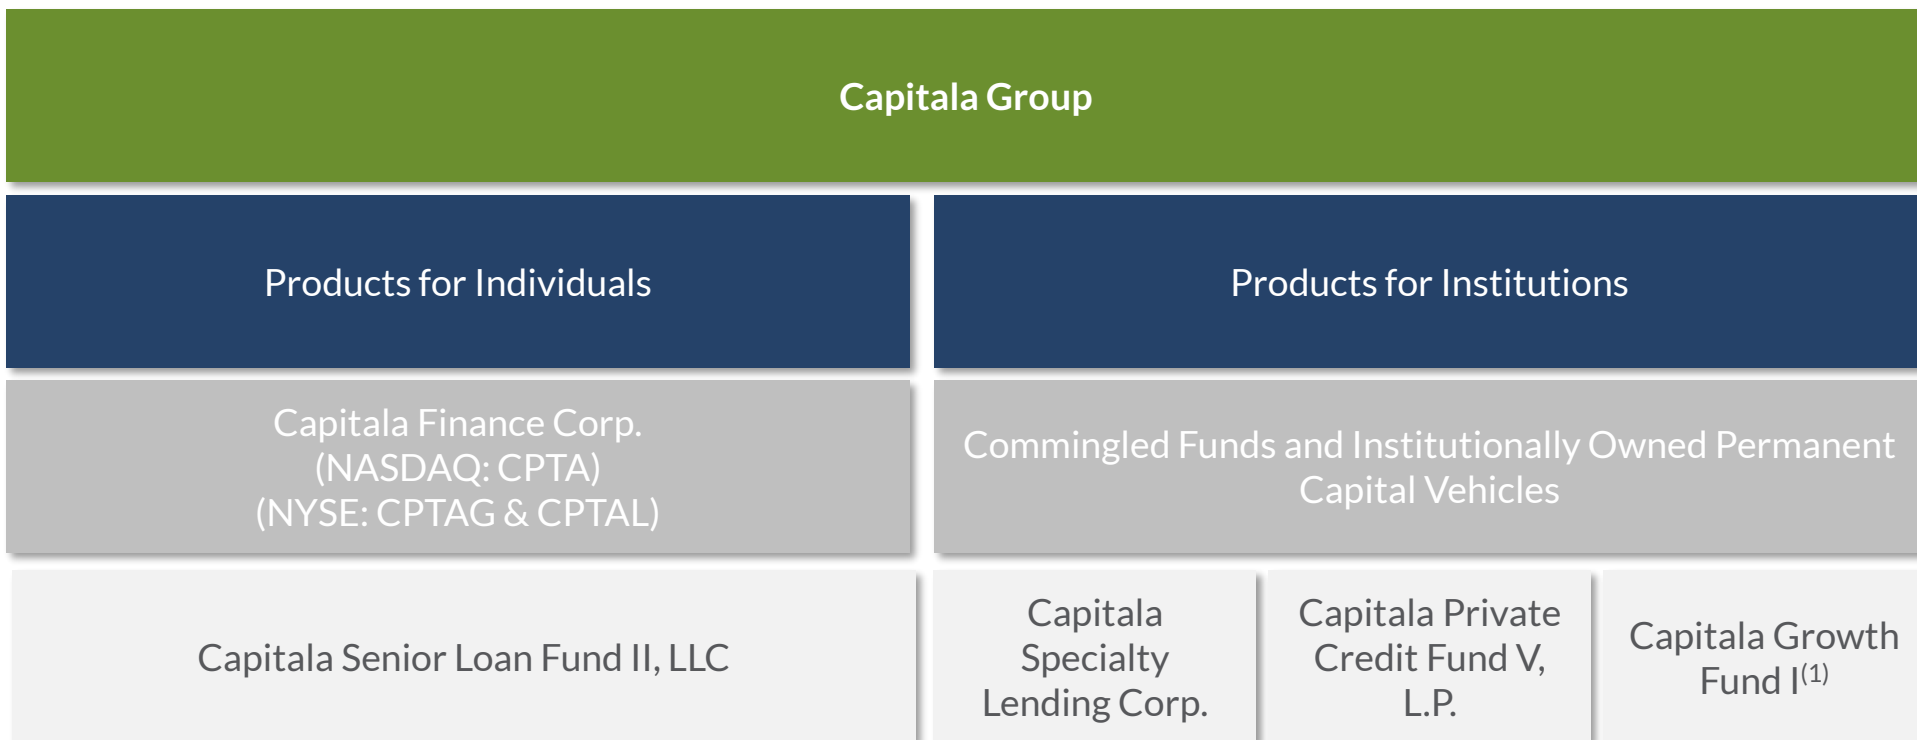 Capitala Group
Products for Individuals
Products for Institutions
Capitala Finance Corp.
(NASDAQ: CPTA)
(NYSE: CPTAG & CPTAL)
Commingled Funds and Institutionally Owned Permanent
Capital Vehicles
Capitala Senior Loan Fund II, LLC
Capitala
Specialty
Lending Corp.
Capitala Private
Credit Fund V,
L.P.
Capitala Growth
Fund I(1)